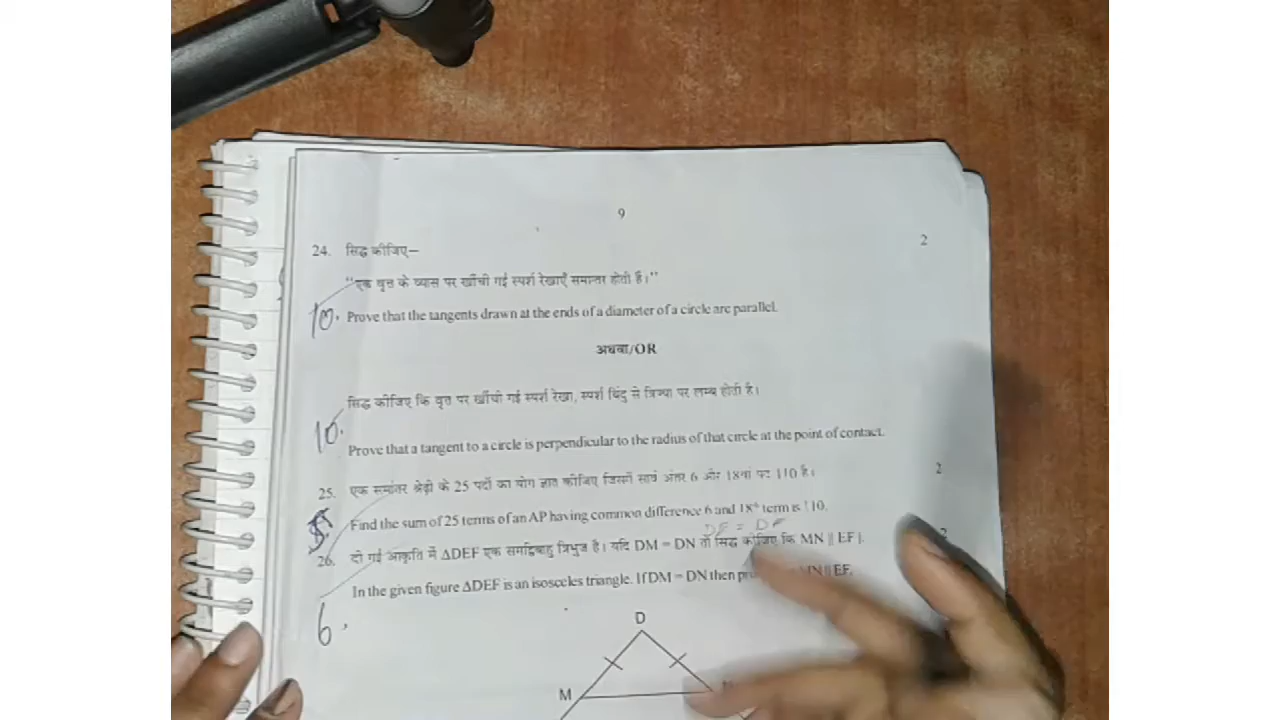 9
24. सिद्ध कीजिए— 2
"एक वृत्त के व्यास पर खींची गई स्पर्श रेखाएँ समान्तर होती हैं।"
10. Prove that the tangents drawn at the ends of a diameter of a circle are parallel.
अथवा/OR
सिद्ध कीजिए कि वृत्त पर खींची गई स्पर्श रेखा, स्पर्श बिंदु से त्रिज्या पर लम्ब होती है।
10.
Prove that a tangent to a circle is perpendicular to the radius of that circle at the point of contact.
25. एक समांतर श्रेढ़ी के 25 पदों का योग ज्ञात कीजिए जिसमें सार्व अंतर 6 और 18वां पद 110 है। 2
Find the sum of 25 terms of an AP having common difference 6 and 18th term is 110.
DE = DF
26. दी गई आकृति में ΔDEF एक समद्विबाहु त्रिभुज है। यदि DM = DN तो सिद्ध कीजिए कि MN || EF |. 2
In the given figure ΔDEF is an isosceles triangle. If DM = DN then MN || EF.
6.
D
M